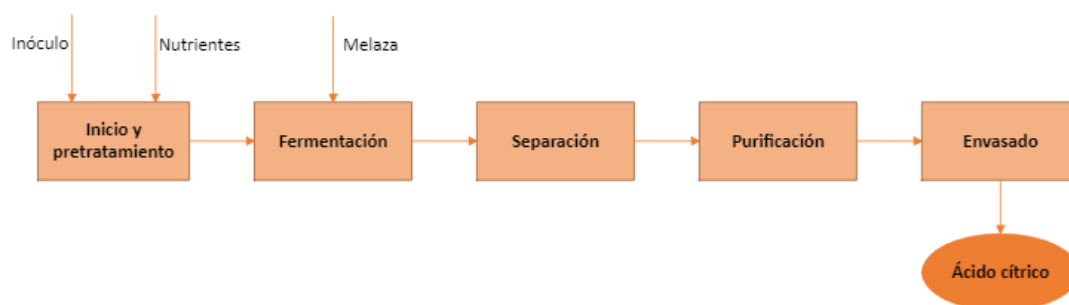 Inóculo
Nutrientes
Melaza
Inicio y
pretratamiento
Fermentación
Separación
Purificación
Envasado
Ácido cítrico